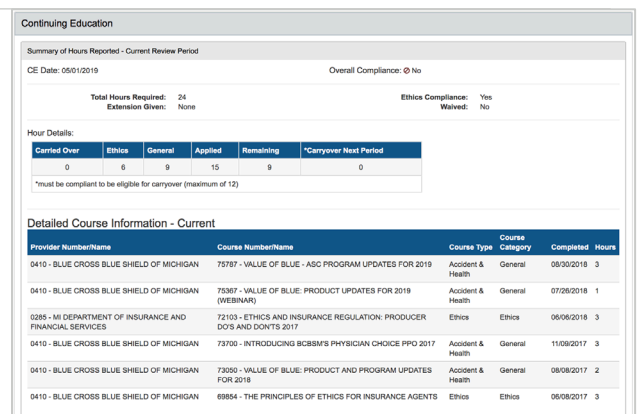 Continuing Education
Summary of Hours Reported - Current Review Period
CE Date: 05/01/2019 Overall Compliance: No
Total Hours Required: 24 Ethics Compliance: Yes
Extension Given: None Waived: No
Hour Details:
Carried Over Ethics General Applied Remaining *Carryover Next Period
0 6 9 15 9 0
*must be compliant to be eligible for carryover (maximum of 12)
Detailed Course Information - Current
Provider Number/Name Course Number/Name Course Type Course Category Completed Hours
0410 - BLUE CROSS BLUE SHIELD OF MICHIGAN 75787 - VALUE OF BLUE - ASC PROGRAM UPDATES FOR 2019 Accident & General 08/30/2018 3
Health
0410 - BLUE CROSS BLUE SHIELD OF MICHIGAN 75367 - VALUE OF BLUE: PRODUCT UPDATES FOR 2019 Accident & General 07/26/2018 1
(WEBINAR) Health
0285 - MI DEPARTMENT OF INSURANCE AND 72103 - ETHICS AND INSURANCE REGULATION: PRODUCER Ethics Ethics 06/06/2018 3
FINANCIAL SERVICES DO'S AND DON'TS 2017
0410 - BLUE CROSS BLUE SHIELD OF MICHIGAN 73700 - INTRODUCING BCBSM'S PHYSICIAN CHOICE PPO 2017 Accident & General 11/09/2017 3
Health
0410 - BLUE CROSS BLUE SHIELD OF MICHIGAN 73050 - VALUE OF BLUE: PRODUCT AND PROGRAM UPDATES Accident & General 08/08/2017 2
FOR 2018 Health
0410 - BLUE CROSS BLUE SHIELD OF MICHIGAN 69854 - THE PRINCIPLES OF ETHICS FOR INSURANCE AGENTS Ethics Ethics 06/08/2017 3